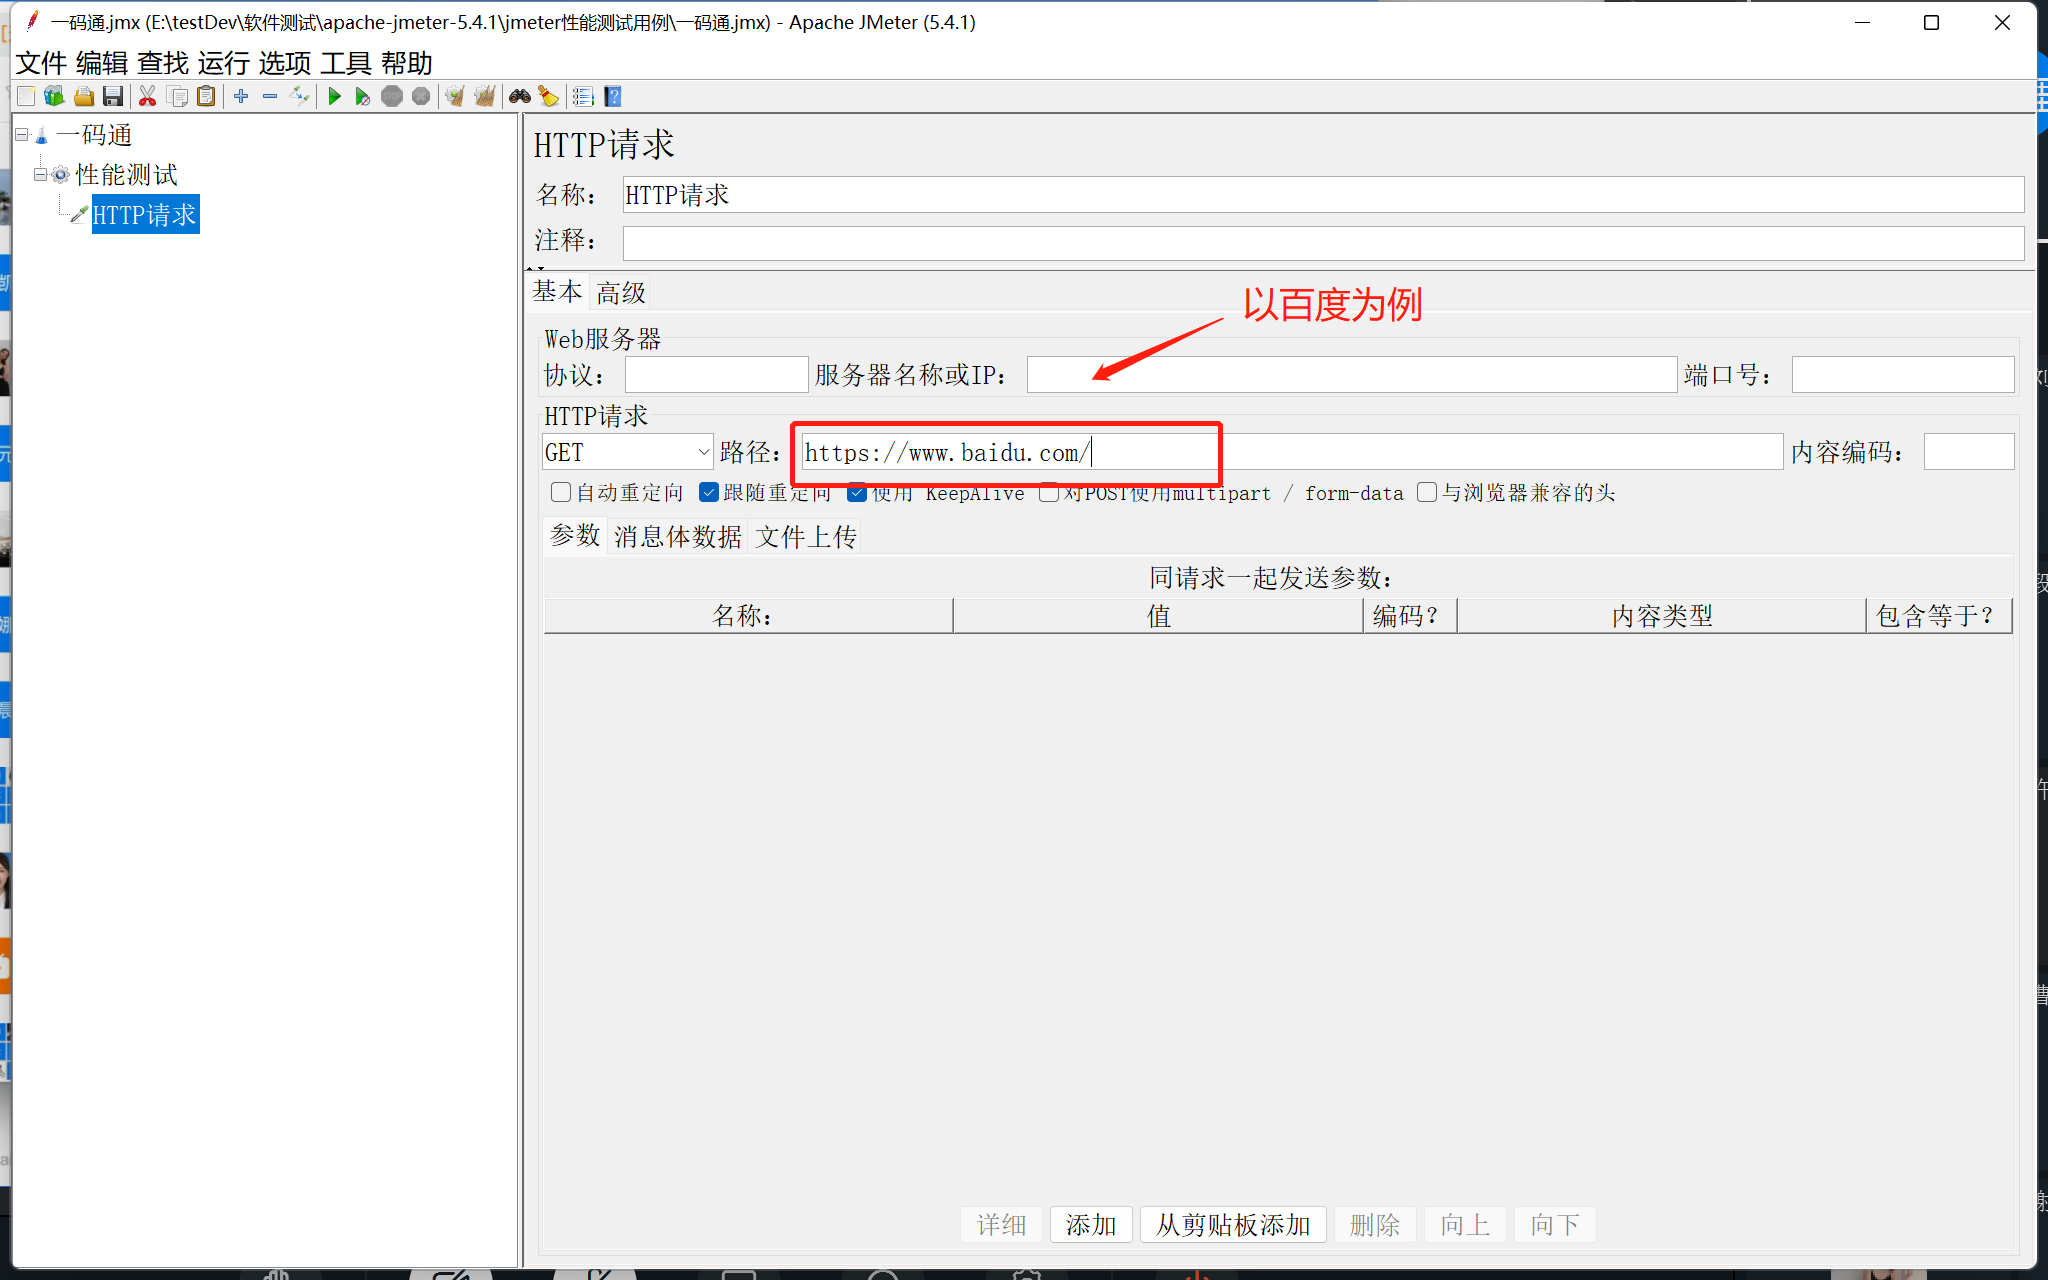 一码通.jmx (E:\testDev\软件测试\apache-jmeter-5.4.1\jmeter性能测试用例\一码通.jmx) - Apache JMeter (5.4.1)
文件 编辑 查找 运行 选项 工具 帮助
一码通
性能测试
HTTP请求
HTTP请求
名称： HTTP请求
注释：
基本 高级
以百度为例
Web服务器
协议： 服务器名称或IP： 端口号：
HTTP请求
GET 路径： https://www.baidu.com/ 内容编码：
自动重定向 跟随重定向 使用 KeepAlive 对POST使用multipart / form-data 与浏览器兼容的头
参数 消息体数据 文件上传
同请求一起发送参数：
名称： 值 编码？ 内容类型 包含等于？
详细 添加 从剪贴板添加 删除 向上 向下